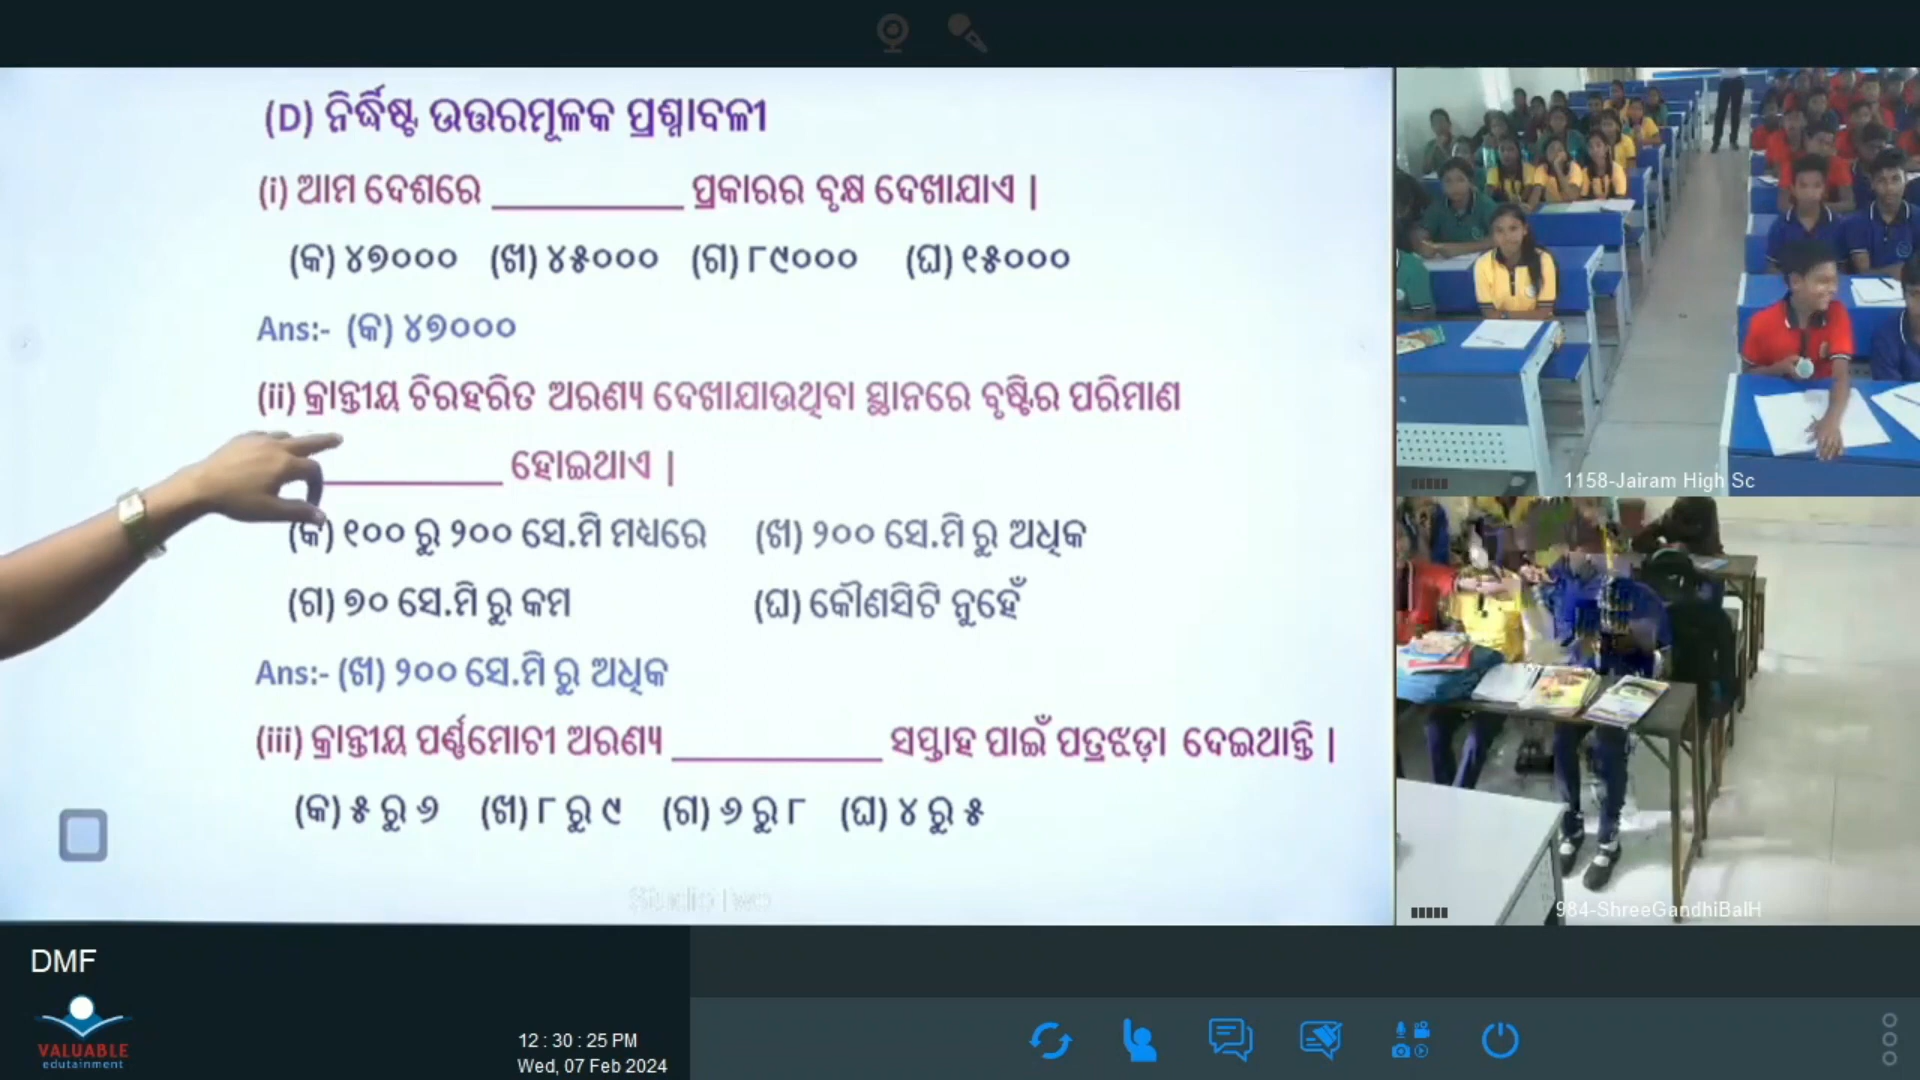 (D) ନିର୍ଦ୍ଧିଷ୍ଟ ଉତ୍ତରମୂଳକ ପ୍ରଶ୍ନାବଳୀ
(i) ଆମ ଦେଶରେ __________ ପ୍ରକାରର ବୃକ୍ଷ ଦେଖାଯାଏ |
(କ) ୪୭୦୦୦ (ଖ) ୪୫୦୦୦ (ଗ) ୮୯୦୦୦ (ଘ) ୧୫୦୦୦
Ans:- (କ) ୪୭୦୦୦
(ii) କ୍ରାନ୍ତୀୟ ଚିରହରିତ ଅରଣ୍ୟ ଦେଖାଯାଉଥିବା ସ୍ଥାନରେ ବୃଷ୍ଟିର ପରିମାଣ
__________ ହୋଇଥାଏ |
(କ) ୧୦୦ ରୁ ୨୦୦ ସେ.ମି ମଧ୍ୟରେ (ଖ) ୨୦୦ ସେ.ମି ରୁ ଅଧିକ
(ଗ) ୭୦ ସେ.ମି ରୁ କମ (ଘ) କୌଣସିଟି ନୁହେଁ
Ans:- (ଖ) ୨୦୦ ସେ.ମି ରୁ ଅଧିକ
(iii) କ୍ରାନ୍ତୀୟ ପର୍ଣ୍ଣମୋଚୀ ଅରଣ୍ୟ __________ ସପ୍ତାହ ପାଇଁ ପତ୍ରଝଡ଼ା ଦେଇଥାନ୍ତି |
(କ) ୫ ରୁ ୬ (ଖ) ୮ ରୁ ୯ (ଗ) ୬ ରୁ ୮ (ଘ) ୪ ରୁ ୫
Studio Two
1158-Jairam High Sc
984-ShreeGandhiBalH
DMF
VALUABLE
edutainment
12 : 30 : 25 PM
Wed, 07 Feb 2024